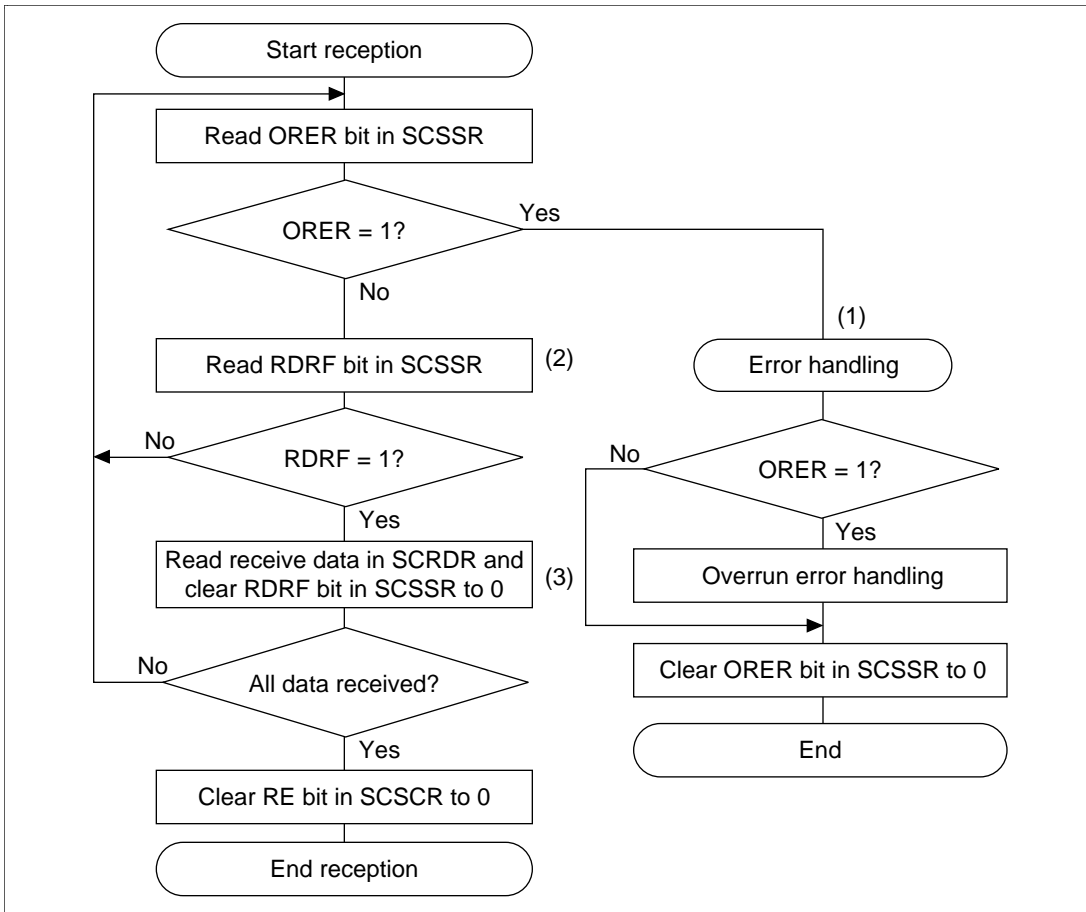 Start reception
Read ORER bit in SCSSR
ORER = 1?
Yes
No
(1)
Read RDRF bit in SCSSR
(2)
Error handling
No
RDRF = 1?
No
ORER = 1?
Yes
Yes
Read receive data in SCRDR and
clear RDRF bit in SCSSR to 0
(3)
Overrun error handling
No
All data received?
Clear ORER bit in SCSSR to 0
Yes
End
Clear RE bit in SCSCR to 0
End reception